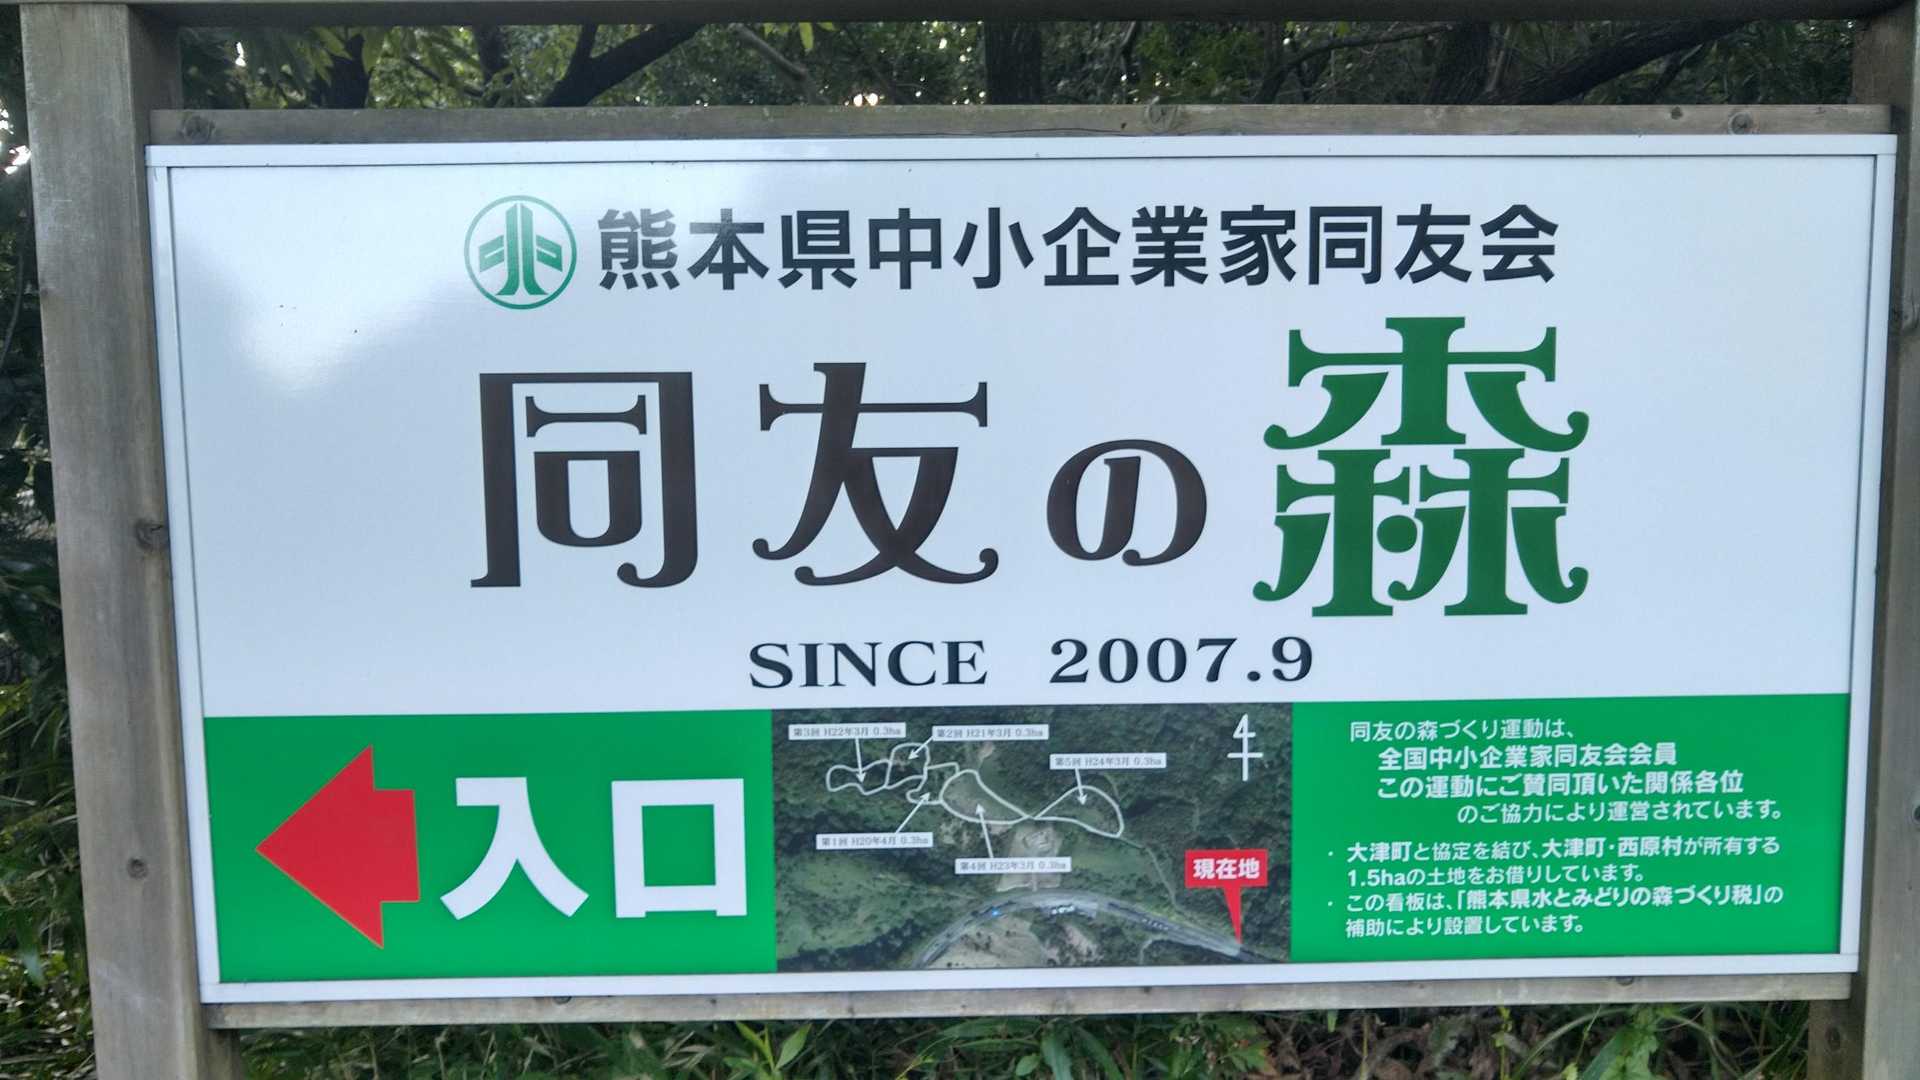 熊本県中小企業家同友会
同友の森
SINCE 2007.9
入口
第3回 H22年3月 0.3ha
第2回 H21年3月 0.3ha
第5回 H24年3月 0.3ha
第1回 H20年4月 0.3ha
第4回 H23年3月 0.3ha
現在地
同友の森づくり運動は、
全国中小企業家同友会会員
この運動にご賛同頂いた関係各位
のご協力により運営されています。
・ 大津町と協定を結び、大津町・西原村が所有する
1.5haの土地をお借りしています。
・ この看板は、「熊本県水とみどりの森づくり税」の
補助により設置しています。